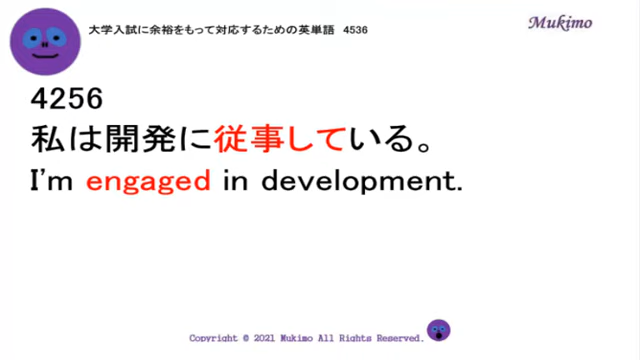 大学入試に余裕をもって対応するための英単語 4536
Mukimo
4256
私は開発に従事している。
I'm engaged in development.
Copyright © 2021 Mukimo All Rights Reserved.